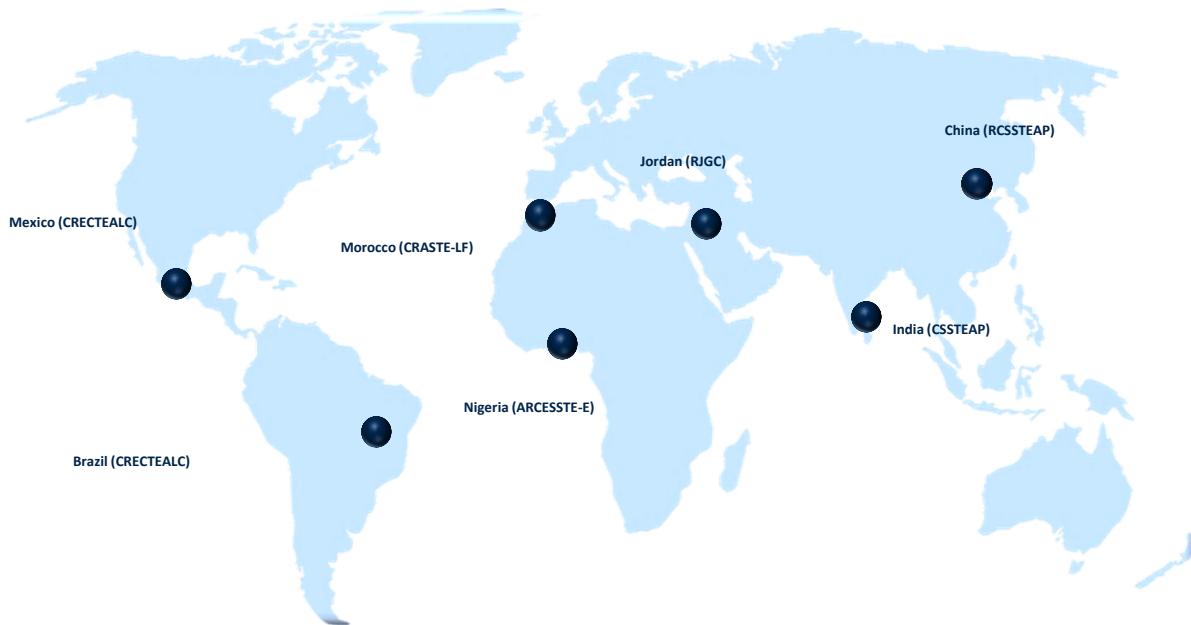 China (RCSSTEAP)
Jordan (RJGC)
Mexico (CRECTEALC)
Morocco (CRASTE-LF)
India (CSSTEAP)
Nigeria (ARCESSTE-E)
Brazil (CRECTEALC)